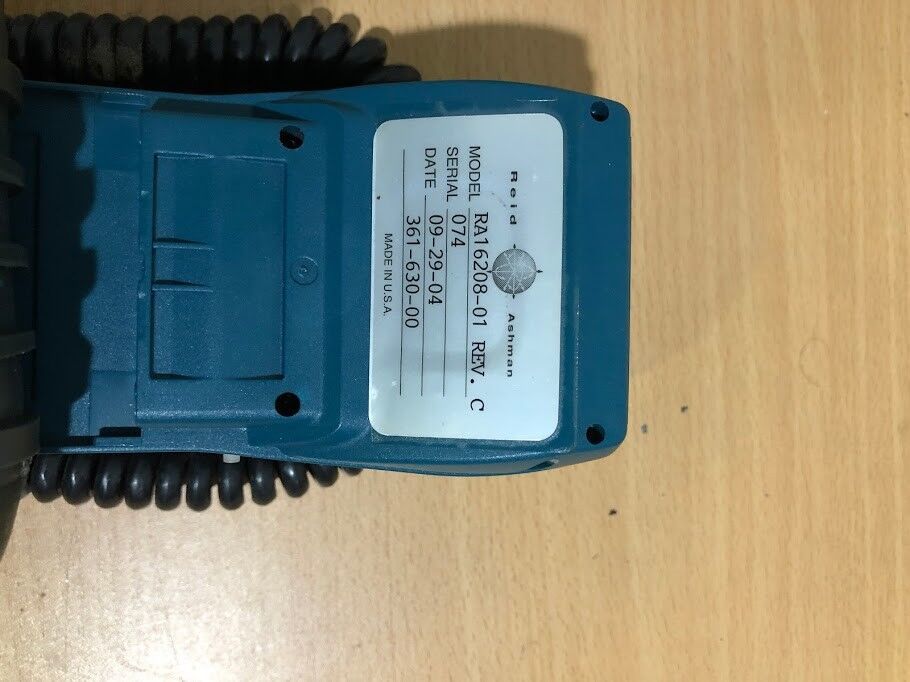 Reid Ashman
MODEL RA16208-01 REV. C
SERIAL 074
DATE 09-29-04
361-630-00
MADE IN U.S.A.